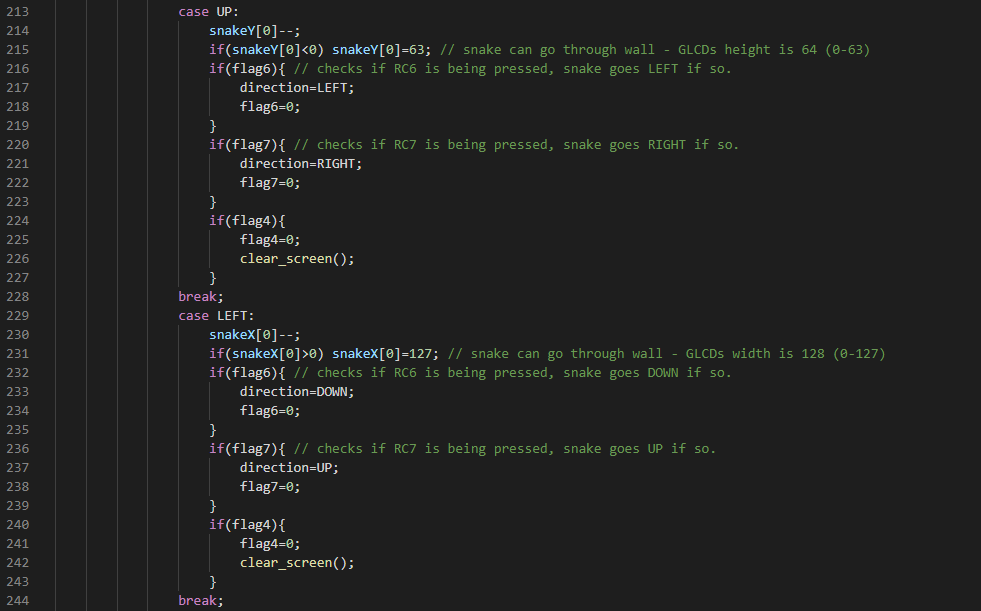 213 case UP:
214 snakeY[0]--;
215 if(snakeY[0]<0) snakeY[0]=63; // snake can go through wall - GLCDs height is 64 (0-63)
216 if(flag6){ // checks if RC6 is being pressed, snake goes LEFT if so.
217 direction=LEFT;
218 flag6=0;
219 }
220 if(flag7){ // checks if RC7 is being pressed, snake goes RIGHT if so.
221 direction=RIGHT;
222 flag7=0;
223 }
224 if(flag4){
225 flag4=0;
226 clear_screen();
227 }
228 break;
229 case LEFT:
230 snakeX[0]--;
231 if(snakeX[0]>0) snakeX[0]=127; // snake can go through wall - GLCDs width is 128 (0-127)
232 if(flag6){ // checks if RC6 is being pressed, snake goes DOWN if so.
233 direction=DOWN;
234 flag6=0;
235 }
236 if(flag7){ // checks if RC7 is being pressed, snake goes UP if so.
237 direction=UP;
238 flag7=0;
239 }
240 if(flag4){
241 flag4=0;
242 clear_screen();
243 }
244 break;